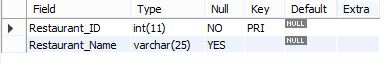 Field Type Null Key Default Extra
Restaurant_ID int(11) NO PRI NULL
Restaurant_Name varchar(25) YES NULL